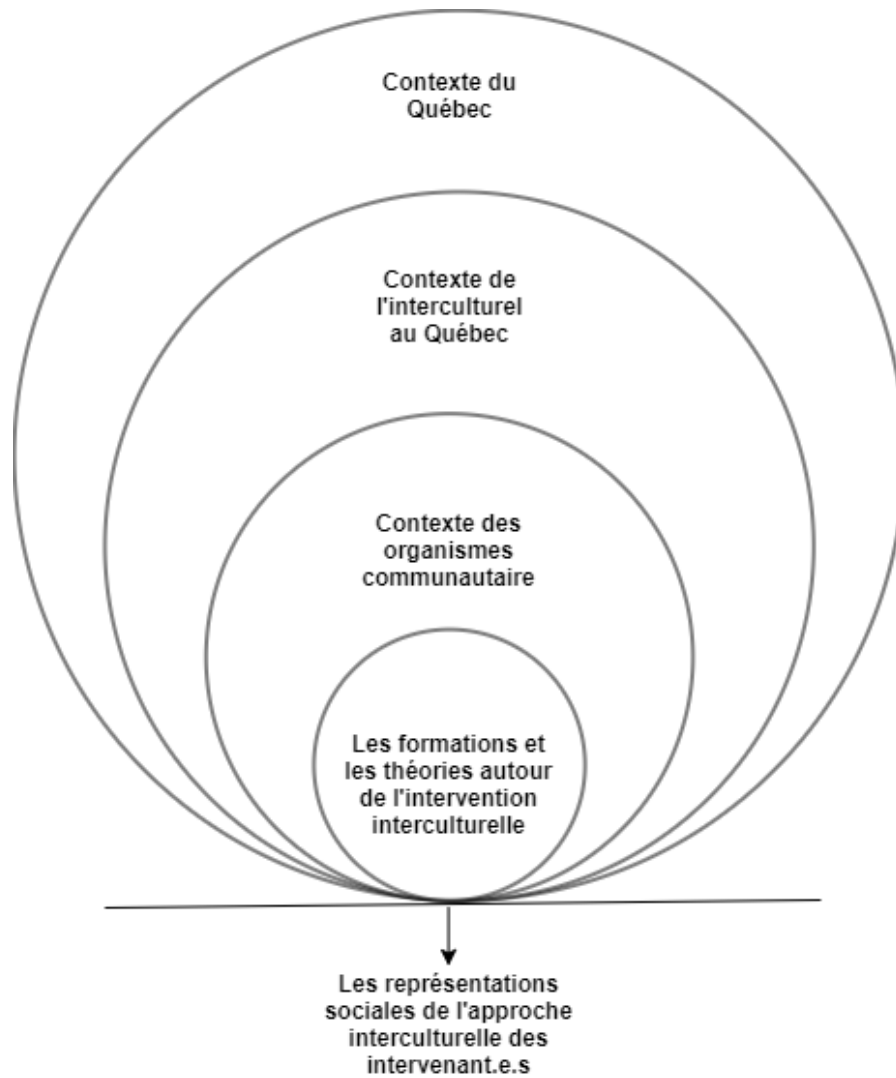 Contexte du
Québec
Contexte de
l'interculturel
au Québec
Contexte des
organismes
communautaire
Les formations et
les théories autour
de l'intervention
interculturelle
Les représentations
sociales de l'approche
interculturelle des
intervenant.e.s